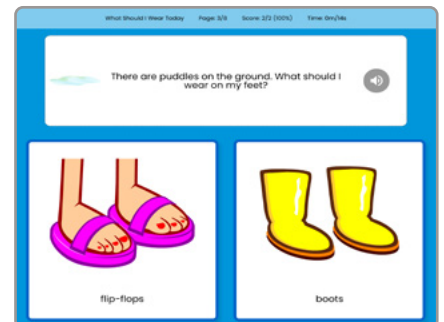 What Should I Wear Today Page: 3/8 Score: 2/2 (100%) Time: 0m/14s
There are puddles on the ground. What should I
wear on my feet?
flip-flops
boots